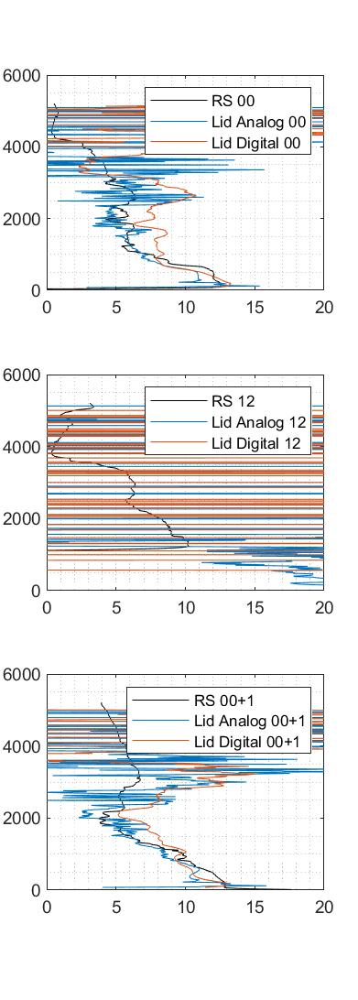 6000
RS 00
Lid Analog 00
Lid Digital 00
4000
2000
0
0 5 10 15 20
6000
RS 12
Lid Analog 12
Lid Digital 12
4000
2000
0
0 5 10 15 20
6000
RS 00+1
Lid Analog 00+1
Lid Digital 00+1
4000
2000
0
0 5 10 15 20